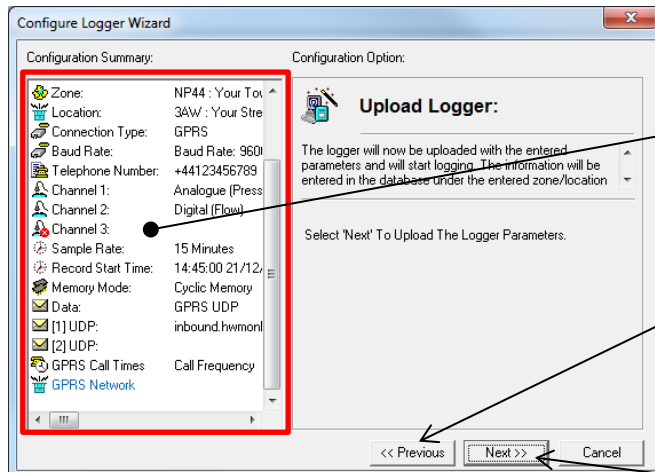 Configure Logger Wizard
Configuration Summary:
Zone: NP44 : Your Tov
Location: 3AW : Your Stre
Connection Type: GPRS
Baud Rate: Baud Rate: 960
Telephone Number: +44123456789
Channel 1: Analogue (Press
Channel 2: Digital (Flow)
Channel 3:
Sample Rate: 15 Minutes
Record Start Time: 14:45:00 21/12/
Memory Mode: Cyclic Memory
Data: GPRS UDP
[1] UDP: inbound.hwmonl
[2] UDP:
GPRS Call Times Call Frequency
GPRS Network
Configuration Option:
Upload Logger:
The logger will now be uploaded with the entered
parameters and will start logging. The information will be
entered in the database under the entered zone/location
Select 'Next' To Upload The Logger Parameters.
<< Previous
Next >>
Cancel